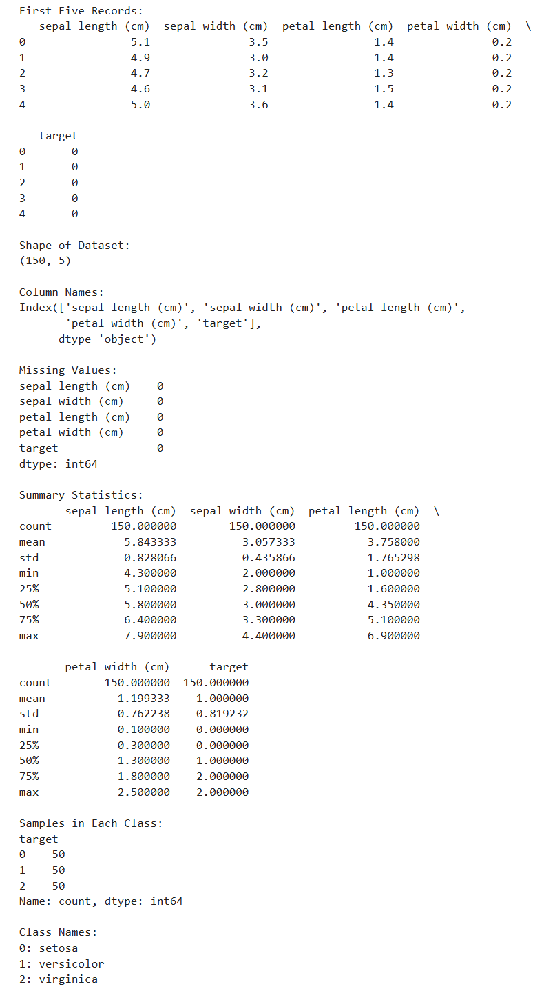 First Five Records:
   sepal length (cm)  sepal width (cm)  petal length (cm)  petal width (cm)  \
0                5.1               3.5                1.4               0.2
1                4.9               3.0                1.4               0.2
2                4.7               3.2                1.3               0.2
3                4.6               3.1                1.5               0.2
4                5.0               3.6                1.4               0.2

   target
0       0
1       0
2       0
3       0
4       0

Shape of Dataset:
(150, 5)

Column Names:
Index(['sepal length (cm)', 'sepal width (cm)', 'petal length (cm)',
       'petal width (cm)', 'target'],
      dtype='object')

Missing Values:
sepal length (cm)    0
sepal width (cm)     0
petal length (cm)    0
petal width (cm)     0
target               0
dtype: int64

Summary Statistics:
       sepal length (cm)  sepal width (cm)  petal length (cm)  \
count         150.000000        150.000000         150.000000
mean            5.843333          3.057333           3.758000
std             0.828066          0.435866           1.765298
min             4.300000          2.000000           1.000000
25%             5.100000          2.800000           1.600000
50%             5.800000          3.000000           4.350000
75%             6.400000          3.300000           5.100000
max             7.900000          4.400000           6.900000

       petal width (cm)      target
count        150.000000  150.000000
mean           1.199333    1.000000
std            0.762238    0.819232
min            0.100000    0.000000
25%            0.300000    0.000000
50%            1.300000    1.000000
75%            1.800000    2.000000
max            2.500000    2.000000

Samples in Each Class:
target
0    50
1    50
2    50
Name: count, dtype: int64

Class Names:
0: setosa
1: versicolor
2: virginica